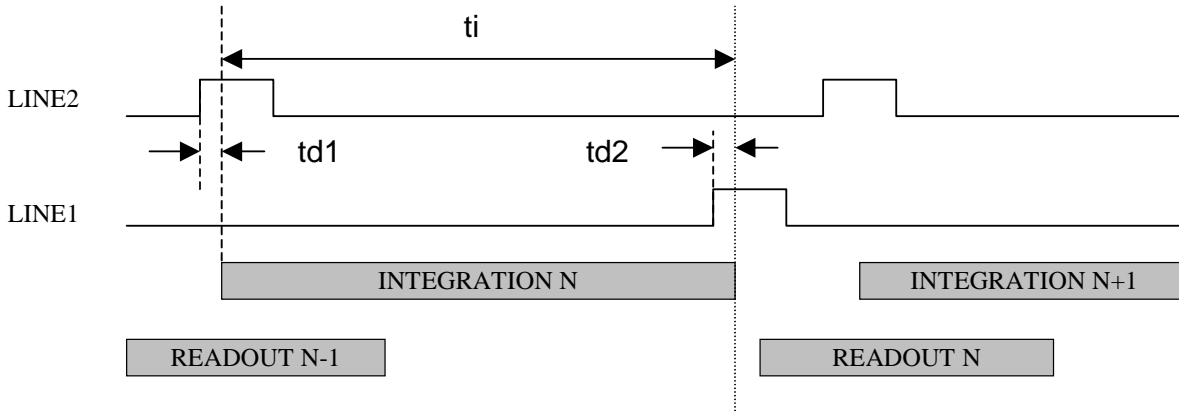 ti
LINE2
td1
td2
LINE1
INTEGRATION N
INTEGRATION N+1
READOUT N-1
READOUT N